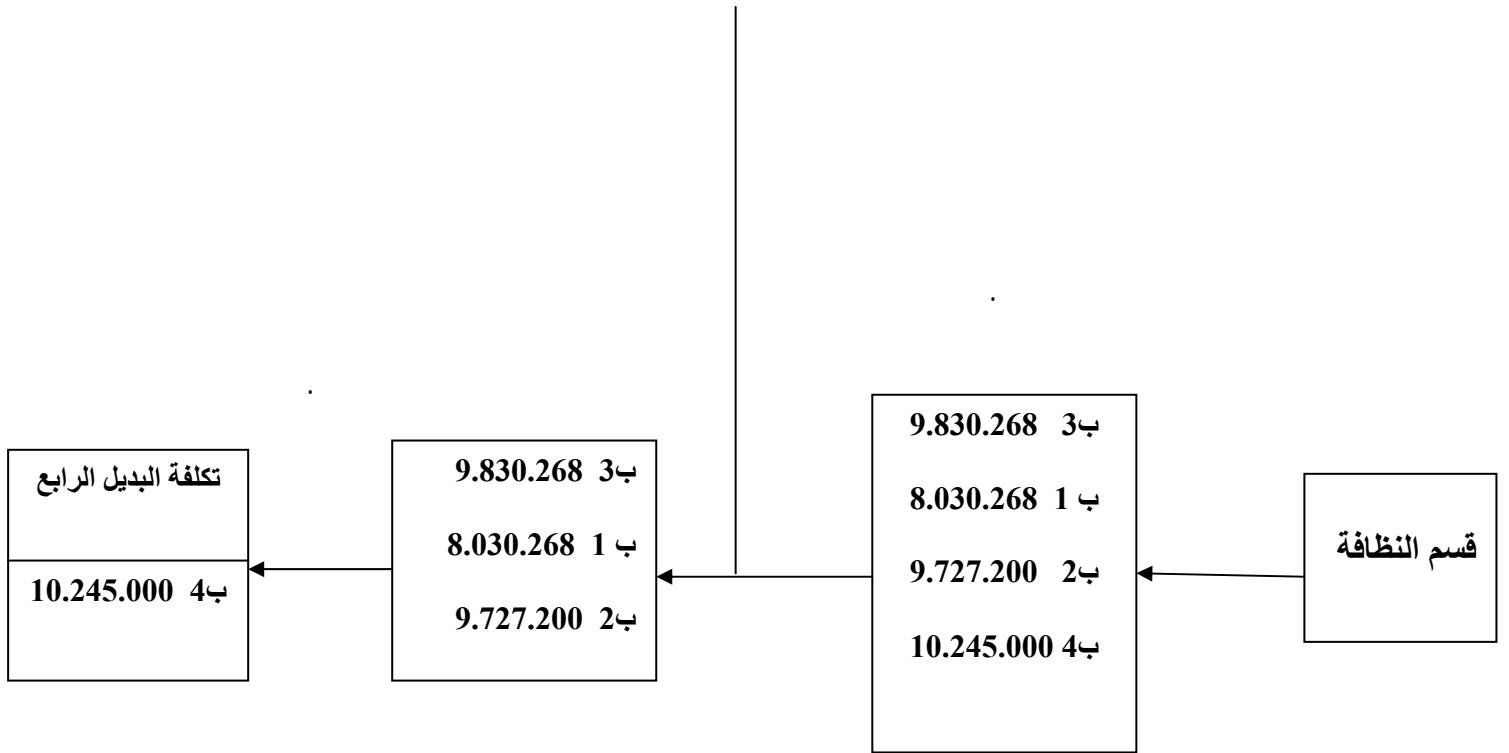 قسم النظافة
ب3 9.830.268
ب 1 8.030.268
ب2 9.727.200
ب4 10.245.000
ب3 9.830.268
ب 1 8.030.268
ب2 9.727.200
تكلفة البديل الرابع
ب4 10.245.000